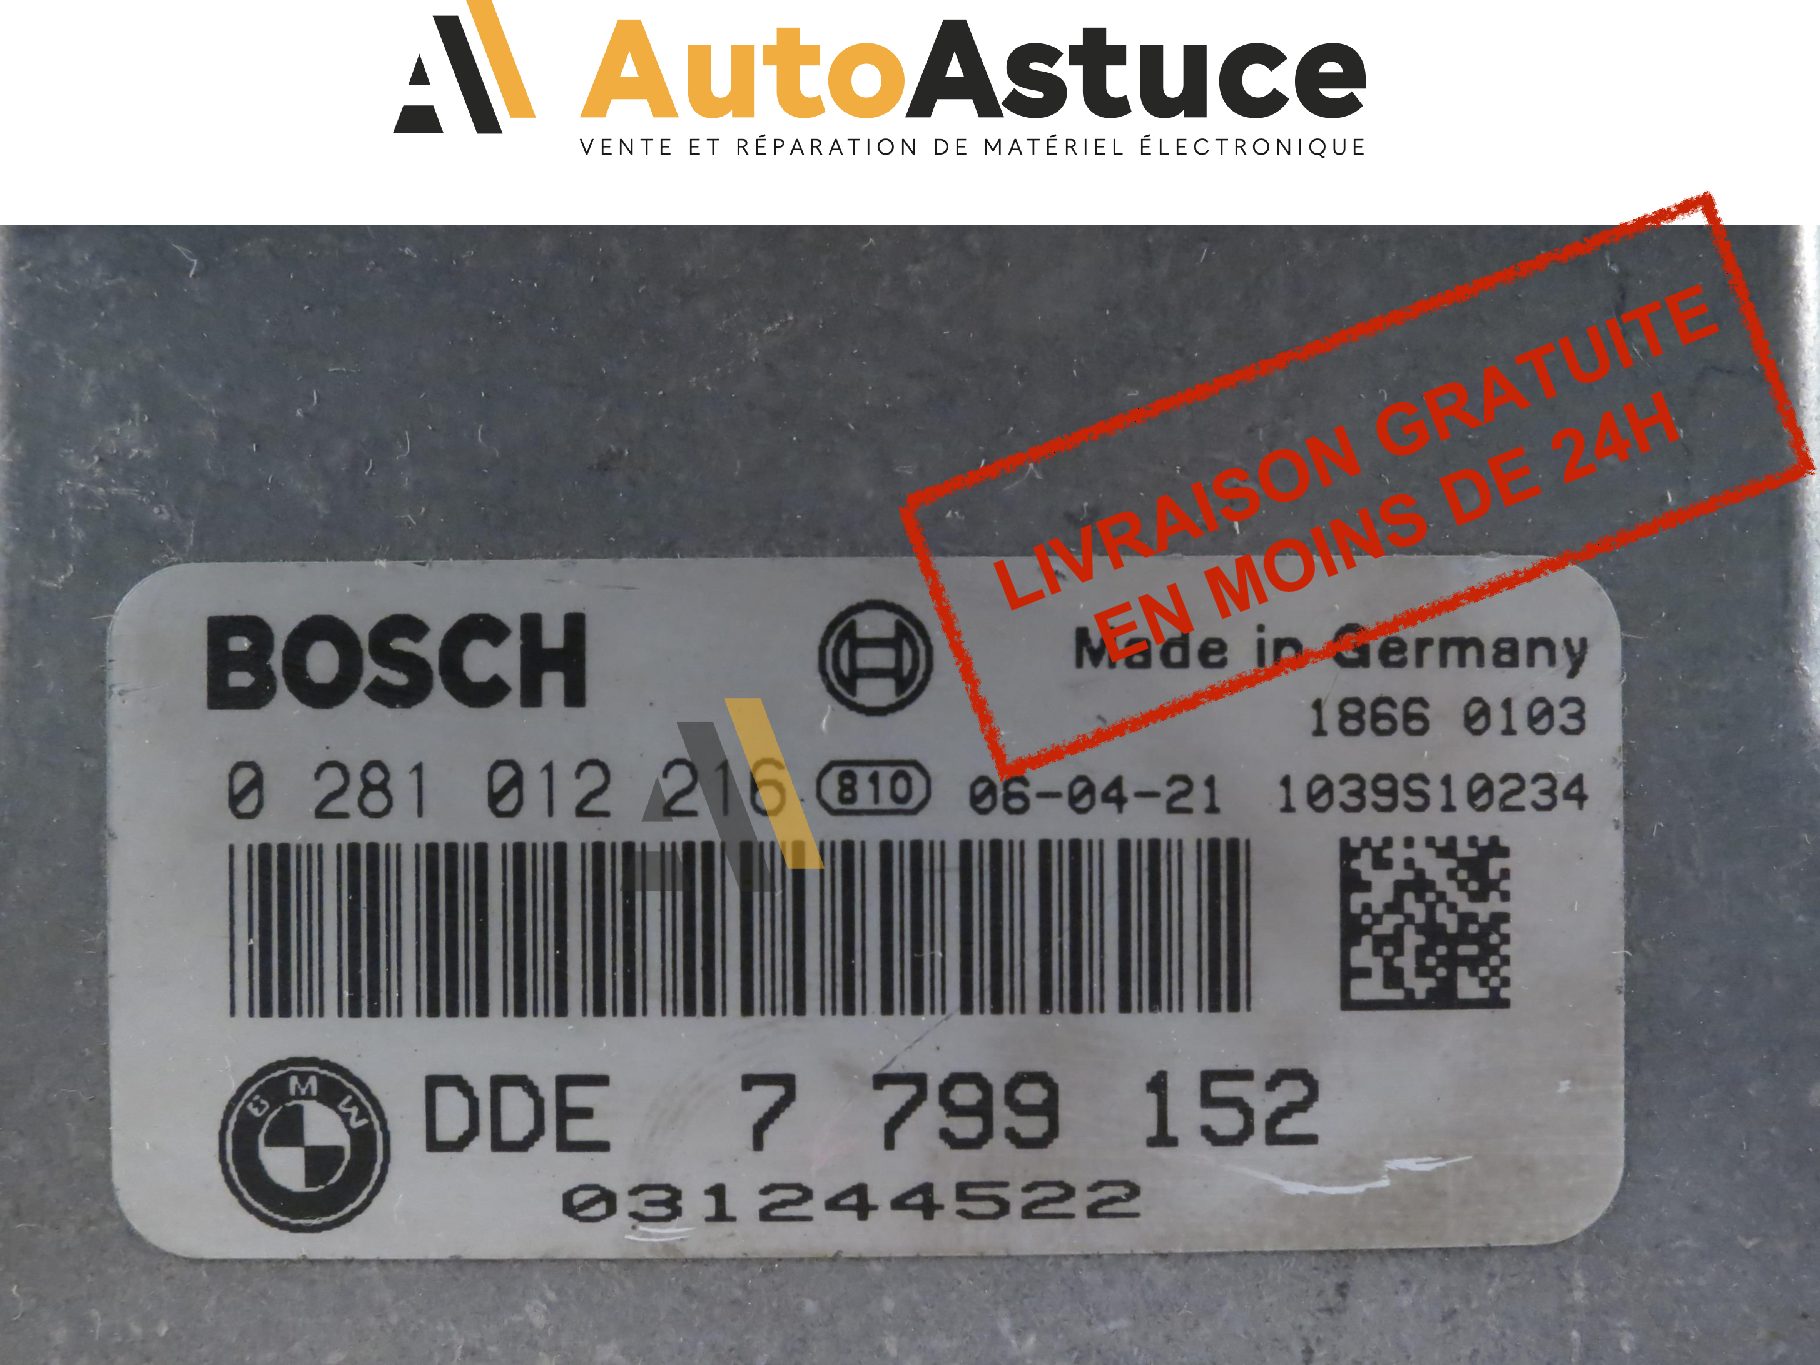 AutoAstuce
VENTE ET RÉPARATION DE MATÉRIEL ÉLECTRONIQUE
LIVRAISON GRATUITE
EN MOINS DE 24H
BOSCH
Made in Germany
1866 0103
0 281 012 216 810 06-04-21 1039S10234
BMW
DDE 7 799 152
031244522